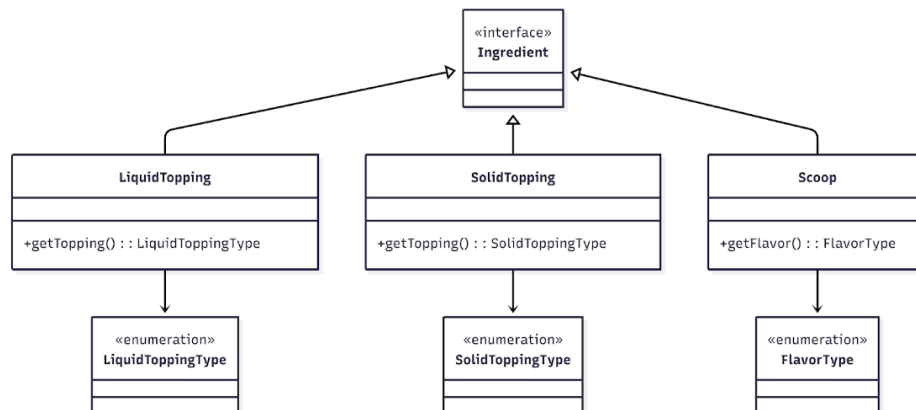 «interface»
Ingredient
LiquidTopping
SolidTopping
Scoop
+getTopping() : : LiquidToppingType
+getTopping() : : SolidToppingType
+getFlavor() : : FlavorType
«enumeration»
LiquidToppingType
«enumeration»
SolidToppingType
«enumeration»
FlavorType